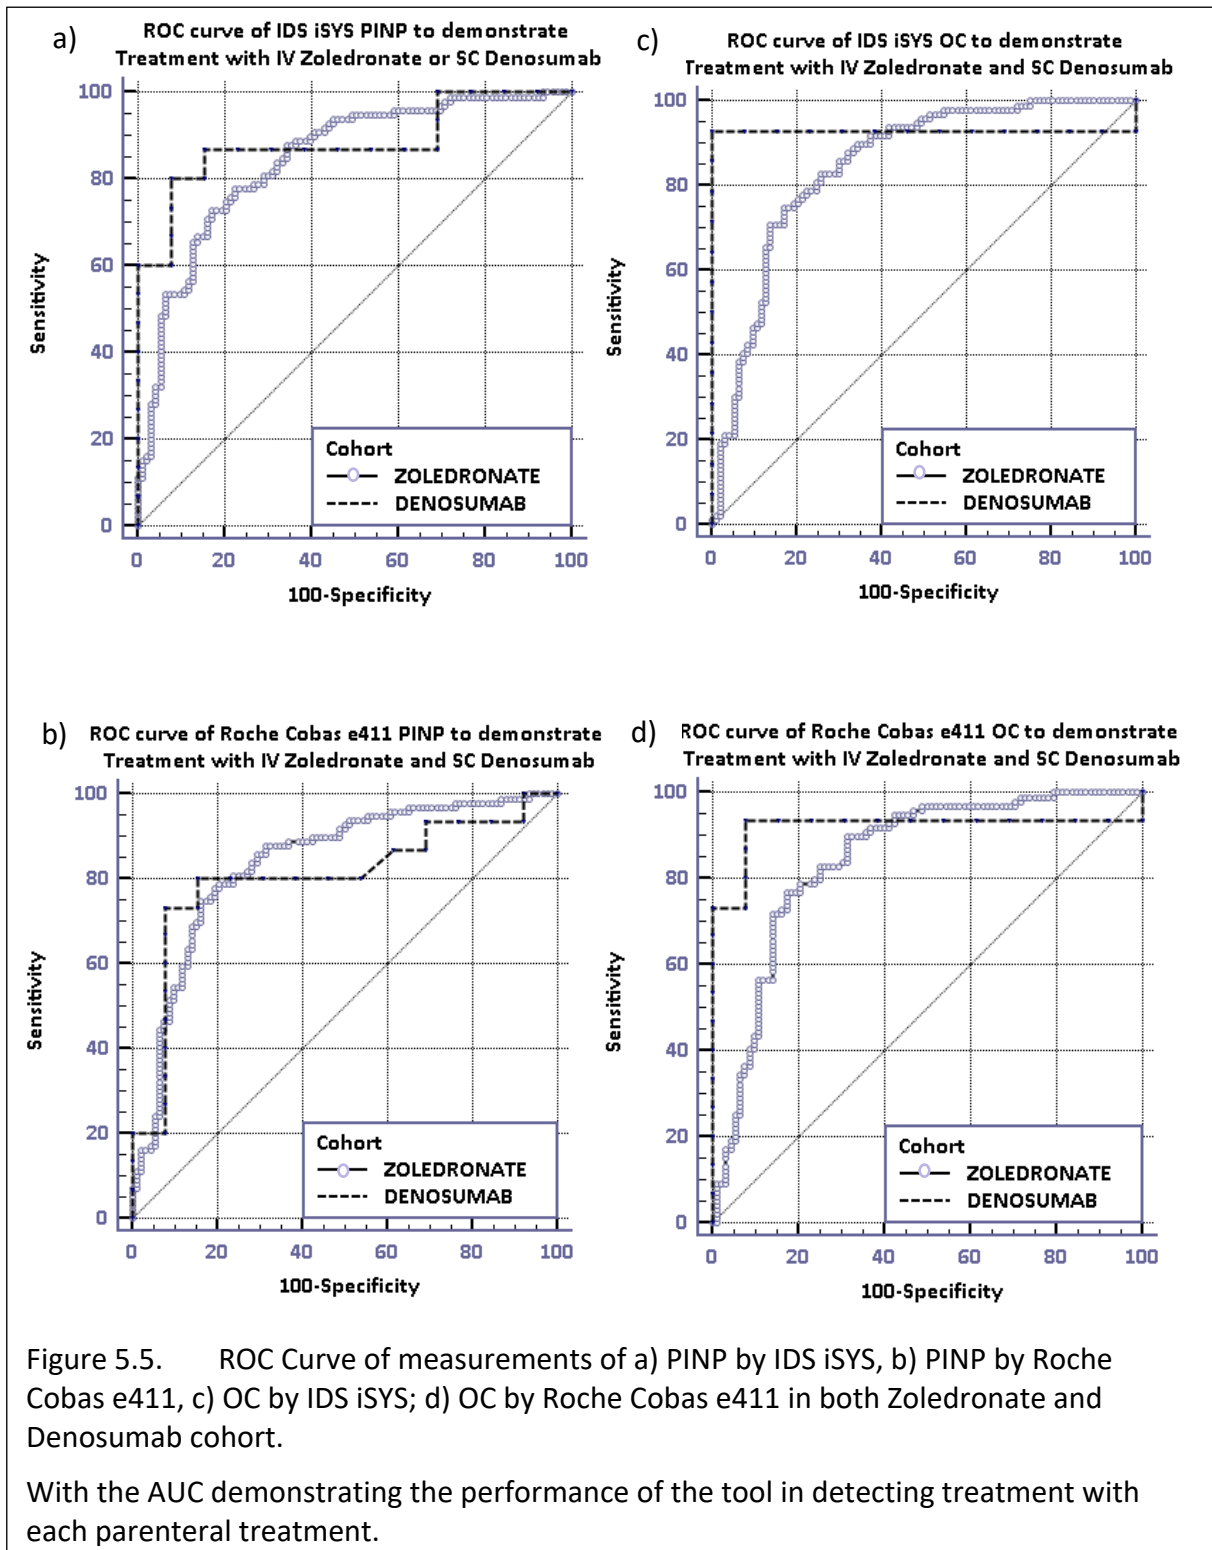 a)
ROC curve of IDS iSYS PINP to demonstrate
Treatment with IV Zoledronate or SC Denosumab
100
80
60
40
20
0
Sensitivity
Cohort
ZOLEDRONATE
DENOSUMAB
0 20 40 60 80 100
100-Specificity
c)
ROC curve of IDS iSYS OC to demonstrate
Treatment with IV Zoledronate and SC Denosumab
100
80
60
40
20
0
Sensitivity
Cohort
ZOLEDRONATE
DENOSUMAB
0 20 40 60 80 100
100-Specificity
b)
ROC curve of Roche Cobas e411 PINP to demonstrate
Treatment with IV Zoledronate and SC Denosumab
100
80
60
40
20
0
Sensitivity
Cohort
ZOLEDRONATE
DENOSUMAB
0 20 40 60 80 100
100-Specificity
d)
ROC curve of Roche Cobas e411 OC to demonstrate
Treatment with IV Zoledronate and SC Denosumab
100
80
60
40
20
0
Sensitivity
Cohort
ZOLEDRONATE
DENOSUMAB
0 20 40 60 80 100
100-Specificity
Figure 5.5. ROC Curve of measurements of a) PINP by IDS iSYS, b) PINP by Roche
Cobas e411, c) OC by IDS iSYS; d) OC by Roche Cobas e411 in both Zoledronate and
Denosumab cohort.
With the AUC demonstrating the performance of the tool in detecting treatment with
each parenteral treatment.